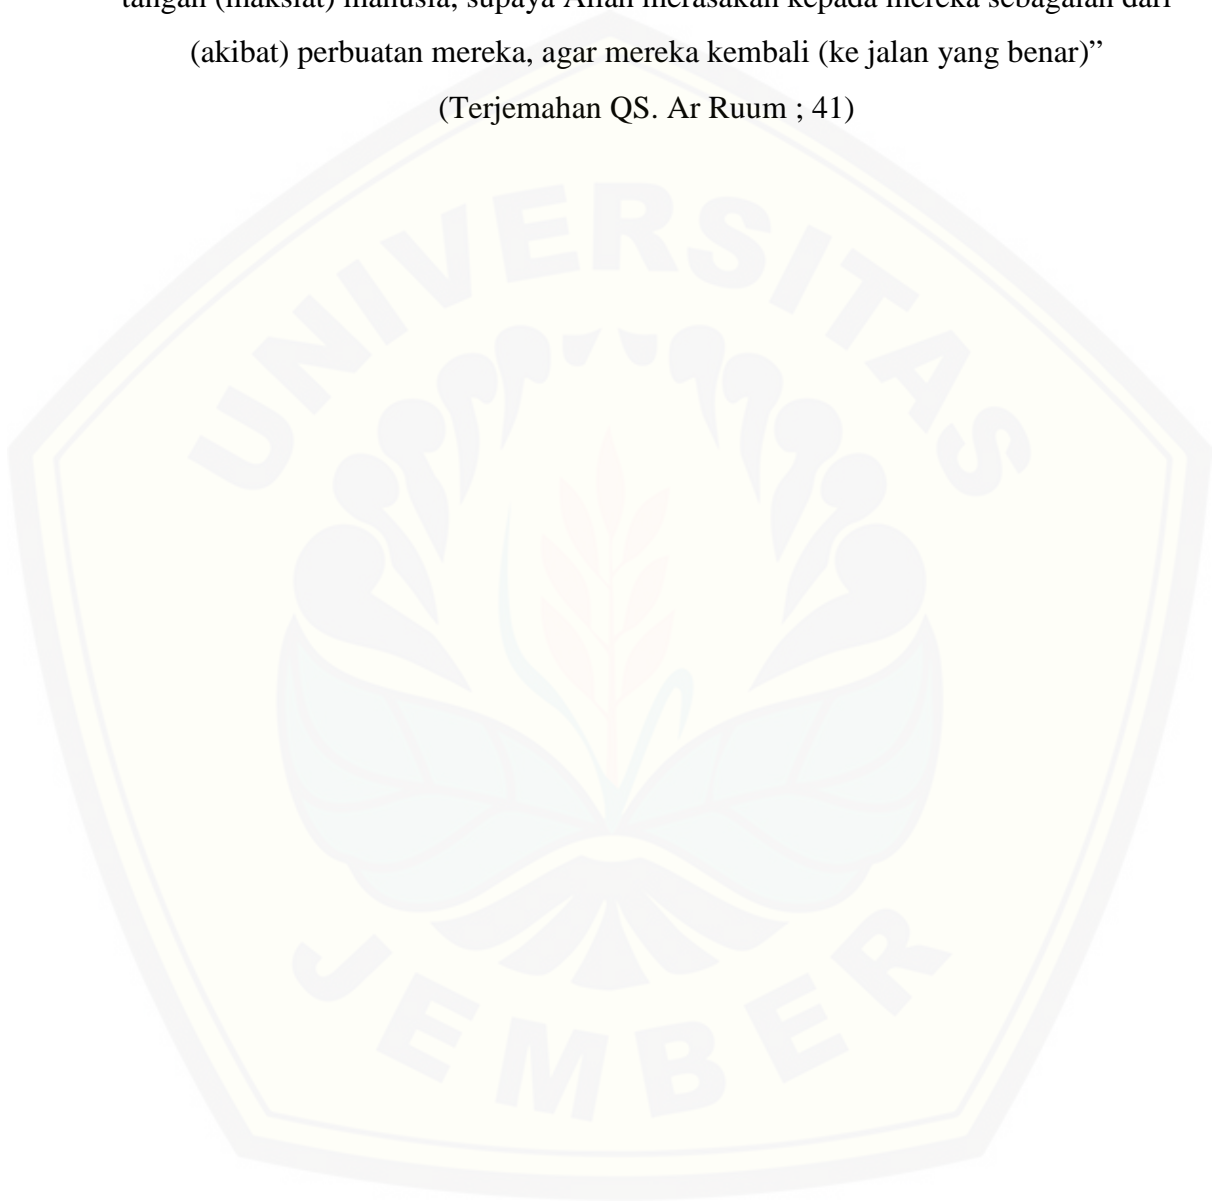 tangan (maksiat) manusia, supaya Allah merasakan kepada mereka sebagaian dari
(akibat) perbuatan mereka, agar mereka kembali (ke jalan yang benar)”
(Terjemahan QS. Ar Ruum ; 41)
UNIVERSITAS
JEMBER